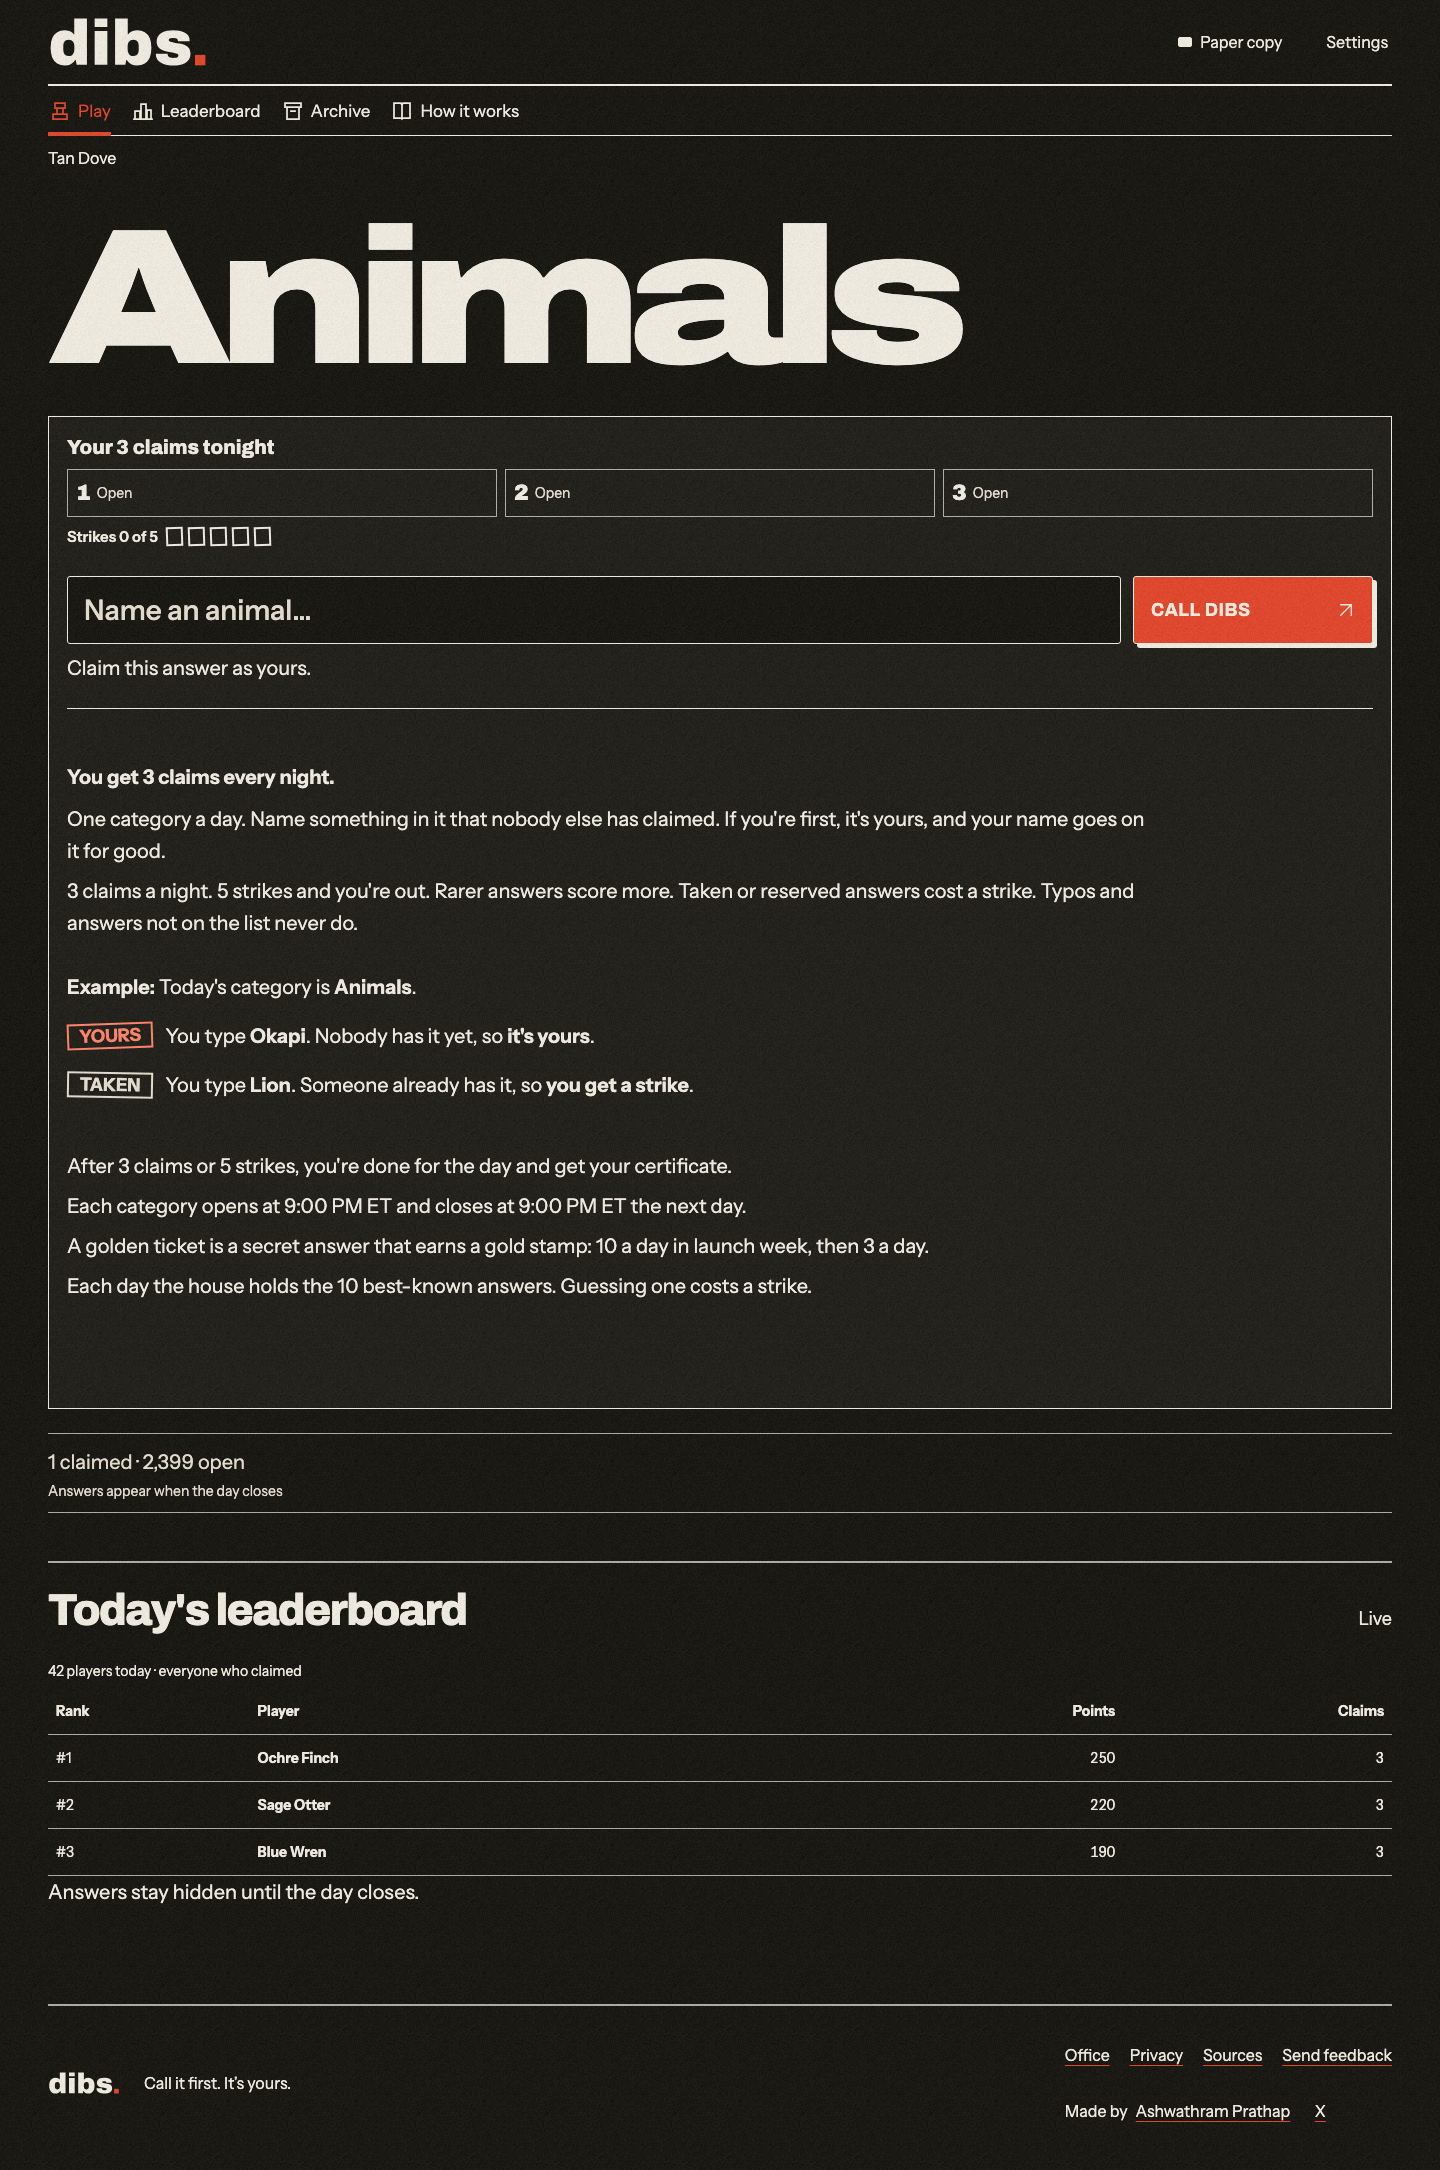 dibs.
Paper copy
Settings
Play
Leaderboard
Archive
How it works
Tan Dove
Animals
Your 3 claims tonight
1 Open
2 Open
3 Open
Strikes 0 of 5
Name an animal...
CALL DIBS
Claim this answer as yours.
You get 3 claims every night.
One category a day. Name something in it that nobody else has claimed. If you're first, it's yours, and your name goes on
it for good.
3 claims a night. 5 strikes and you're out. Rarer answers score more. Taken or reserved answers cost a strike. Typos and
answers not on the list never do.
Example: Today's category is Animals.
YOURS You type Okapi. Nobody has it yet, so it's yours.
TAKEN You type Lion. Someone already has it, so you get a strike.
After 3 claims or 5 strikes, you're done for the day and get your certificate.
Each category opens at 9:00 PM ET and closes at 9:00 PM ET the next day.
A golden ticket is a secret answer that earns a gold stamp: 10 a day in launch week, then 3 a day.
Each day the house holds the 10 best-known answers. Guessing one costs a strike.
1 claimed · 2,399 open
Answers appear when the day closes
Today's leaderboard
Live
42 players today · everyone who claimed
Rank Player Points Claims
#1 Ochre Finch 250 3
#2 Sage Otter 220 3
#3 Blue Wren 190 3
Answers stay hidden until the day closes.
dibs. Call it first. It's yours.
Office Privacy Sources Send feedback
Made by Ashwathram Prathap X